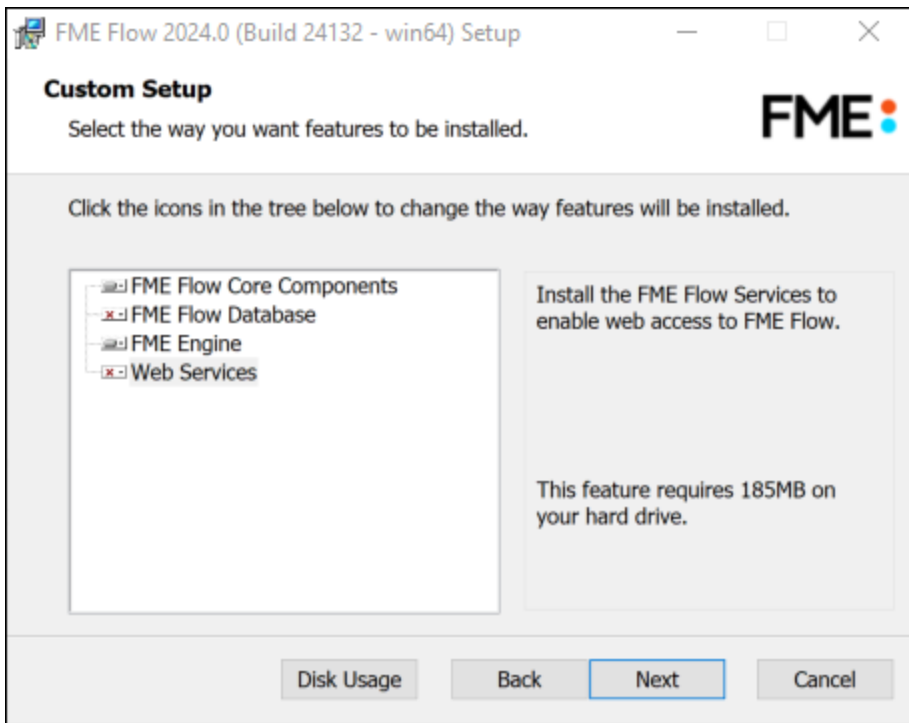 FME Flow 2024.0 (Build 24132 - win64) Setup
Custom Setup
Select the way you want features to be installed.
FME:
Click the icons in the tree below to change the way features will be installed.
FME Flow Core Components
FME Flow Database
FME Engine
Web Services
Install the FME Flow Services to
enable web access to FME Flow.
This feature requires 185MB on
your hard drive.
Disk Usage
Back
Next
Cancel